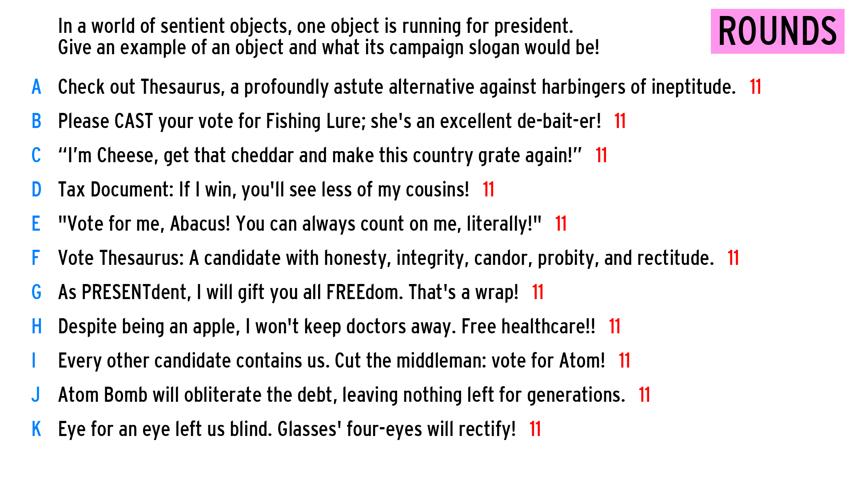 In a world of sentient objects, one object is running for president.
Give an example of an object and what its campaign slogan would be!
ROUNDS
A Check out Thesaurus, a profoundly astute alternative against harbingers of ineptitude. 11
B Please CAST your vote for Fishing Lure; she's an excellent de-bait-er! 11
C “I’m Cheese, get that cheddar and make this country grate again!” 11
D Tax Document: If I win, you'll see less of my cousins! 11
E "Vote for me, Abacus! You can always count on me, literally!" 11
F Vote Thesaurus: A candidate with honesty, integrity, candor, probity, and rectitude. 11
G As PRESENTdent, I will gift you all FREEdom. That's a wrap! 11
H Despite being an apple, I won't keep doctors away. Free healthcare!! 11
I Every other candidate contains us. Cut the middleman: vote for Atom! 11
J Atom Bomb will obliterate the debt, leaving nothing left for generations. 11
K Eye for an eye left us blind. Glasses' four-eyes will rectify! 11